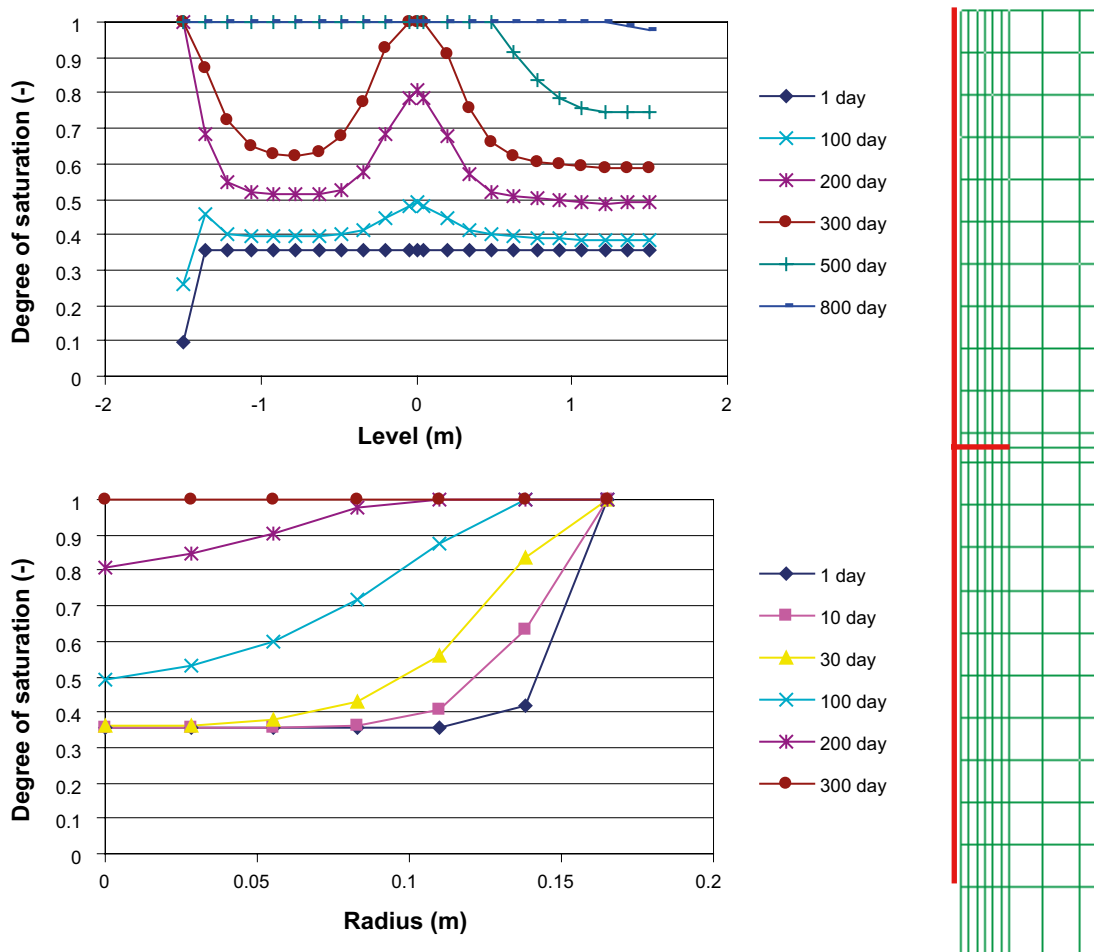 Degree of saturation (-)
1
0.9
0.8
0.7
0.6
0.5
0.4
0.3
0.2
0.1
0
-2
-1
0
1
2
Level (m)
1 day
100 day
200 day
300 day
500 day
800 day
Degree of saturation (-)
1
0.9
0.8
0.7
0.6
0.5
0.4
0.3
0.2
0.1
0
0
0.05
0.1
0.15
0.2
Radius (m)
1 day
10 day
30 day
100 day
200 day
300 day